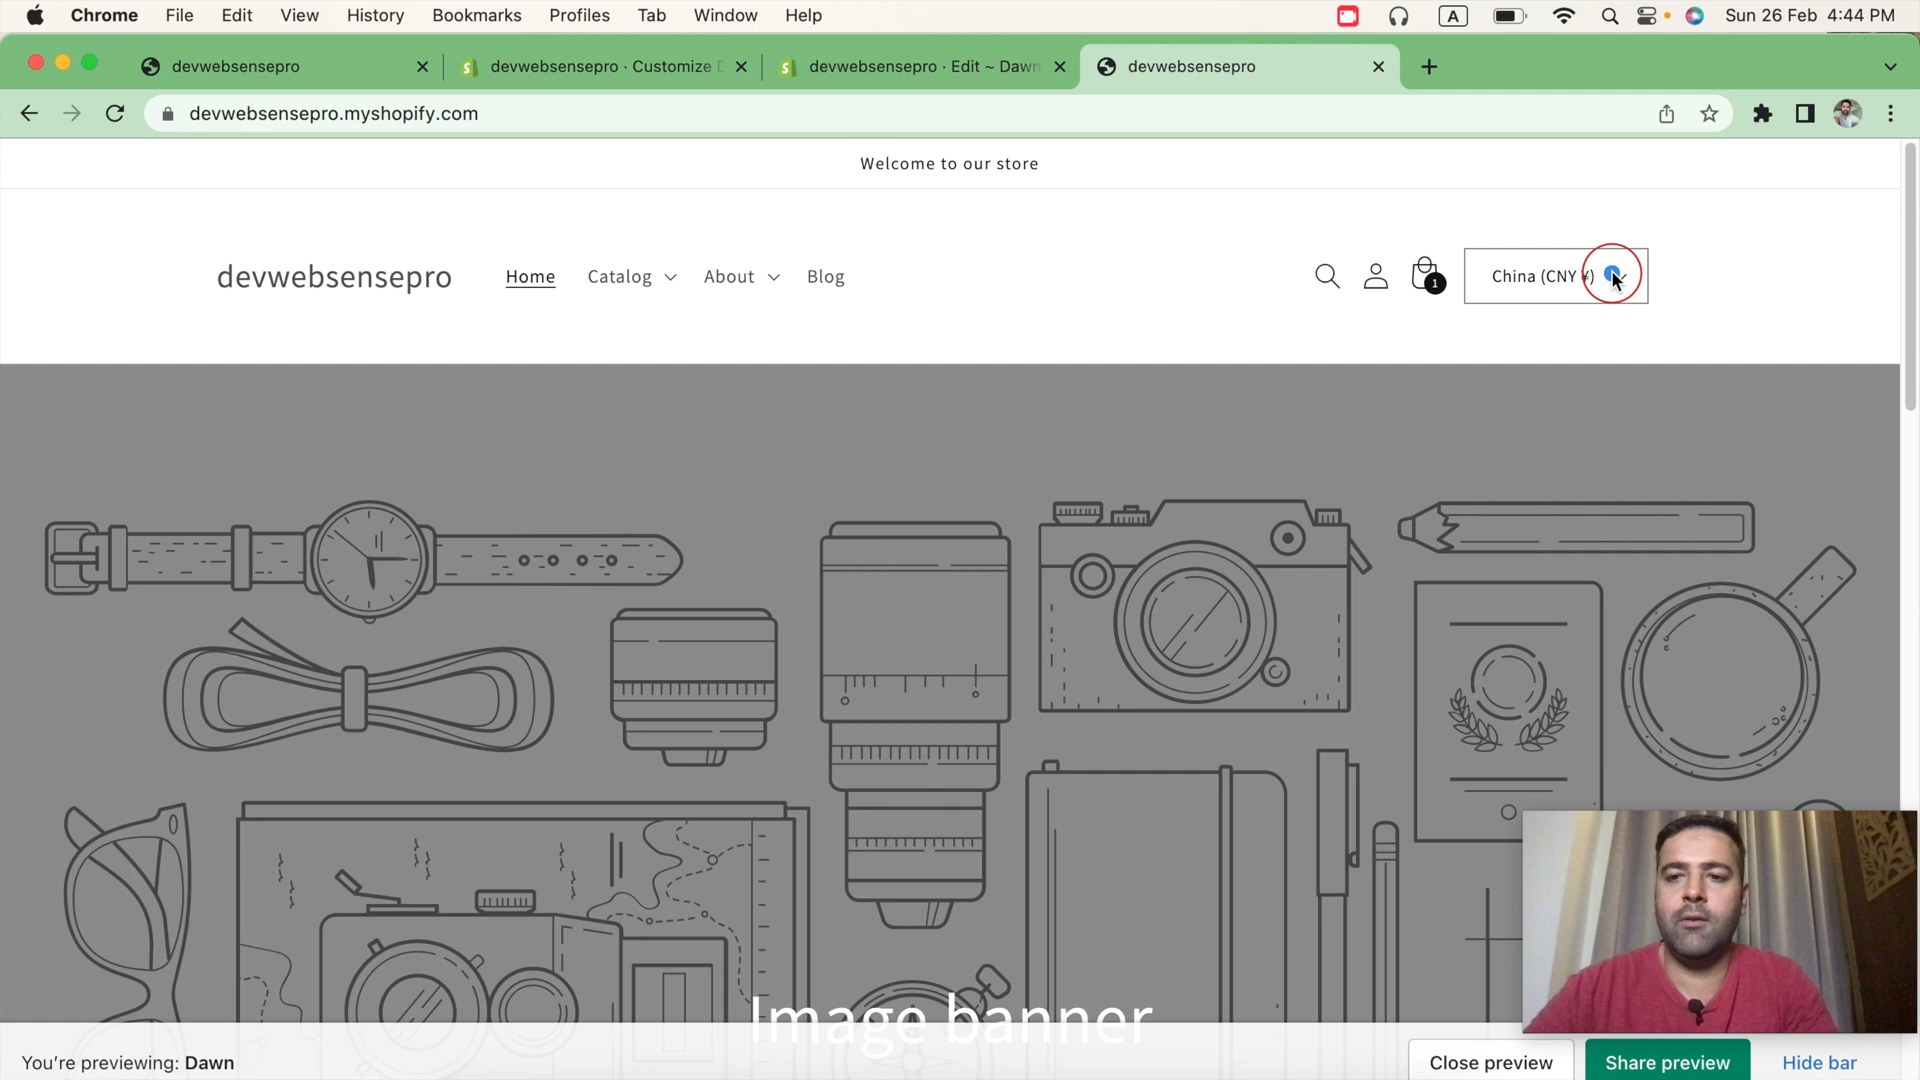 Chrome File Edit View History Bookmarks Profiles Tab Window Help A Sun 26 Feb 4:44 PM
devwebsensepro devwebsensepro · Customize devwebsensepro · Edit ~ Dawn devwebsensepro
devwebsensepro.myshopify.com
Welcome to our store
devwebsensepro Home Catalog About Blog 1 China (CNY ¥)
Image banner
You're previewing: Dawn Close preview Share preview Hide bar